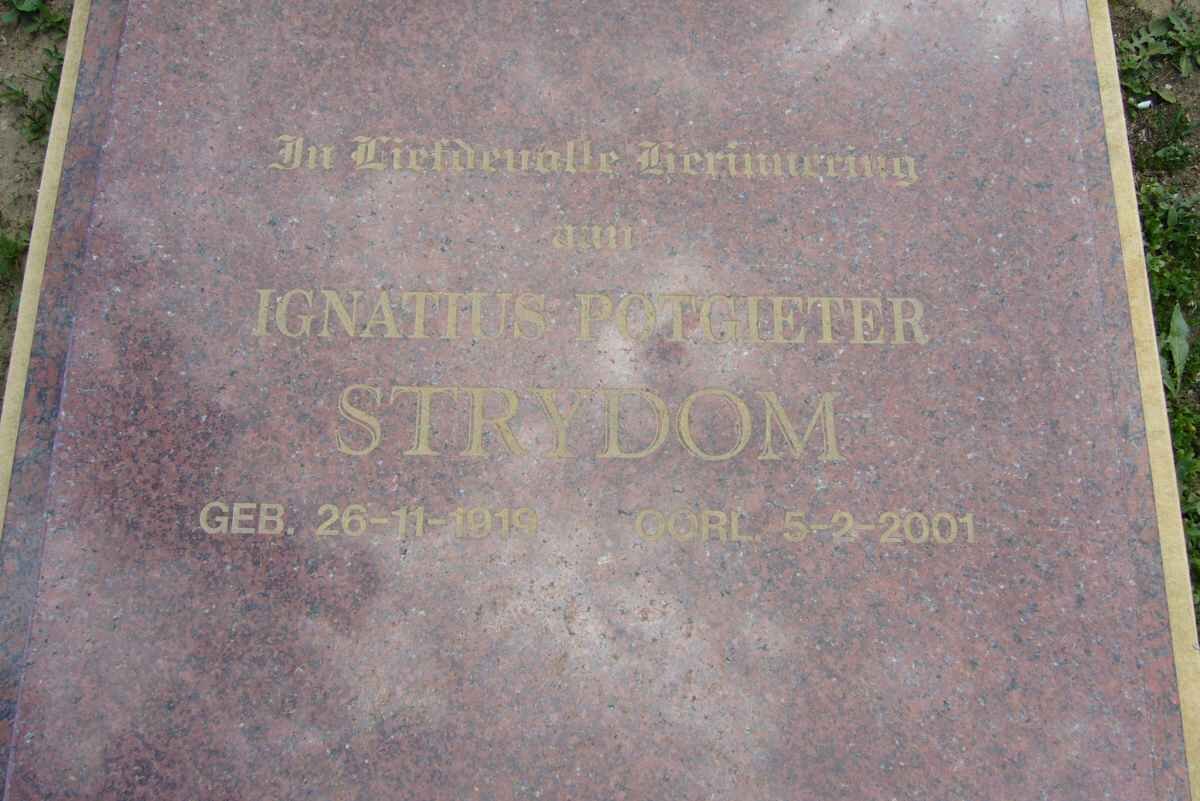 In Liefdevolle Herinnering
aan
IGNATIUS POTGIETER
STRYDOM
GEB. 26-11-1919 OORL. 5-2-2001